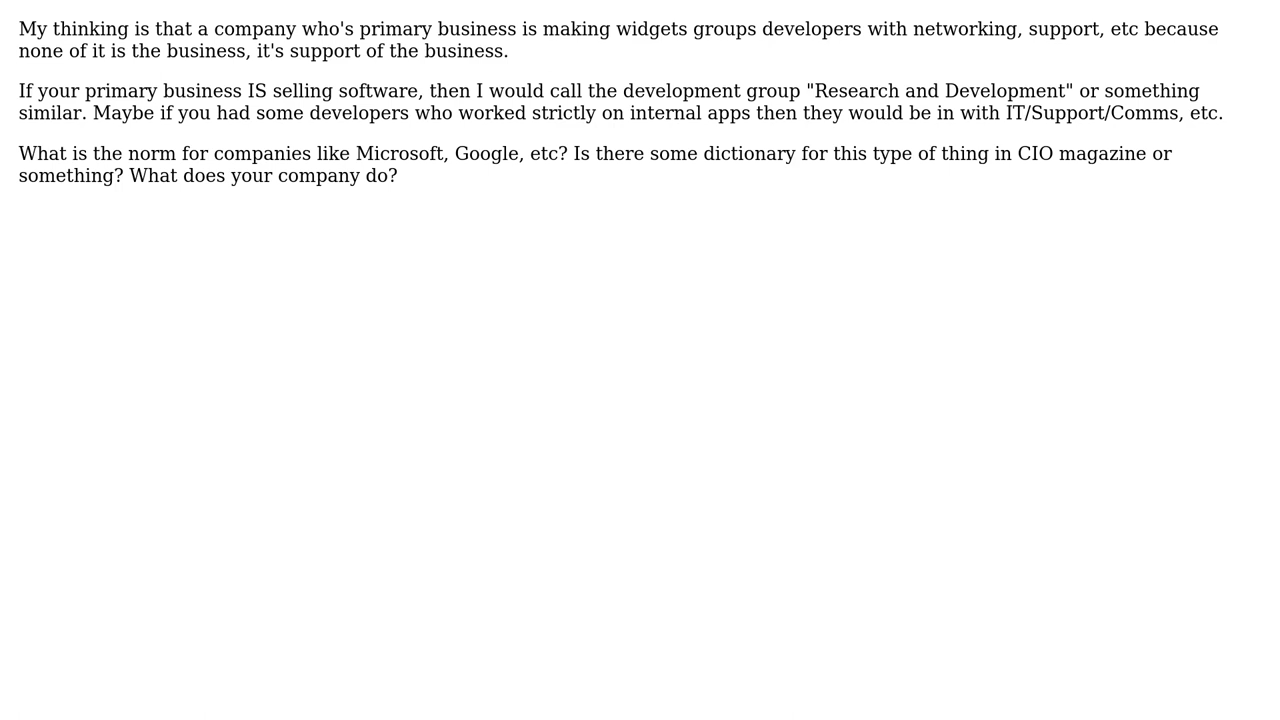 My thinking is that a company who's primary business is making widgets groups developers with networking, support, etc because
none of it is the business, it's support of the business.
If your primary business IS selling software, then I would call the development group "Research and Development" or something
similar. Maybe if you had some developers who worked strictly on internal apps then they would be in with IT/Support/Comms, etc.
What is the norm for companies like Microsoft, Google, etc? Is there some dictionary for this type of thing in CIO magazine or
something? What does your company do?